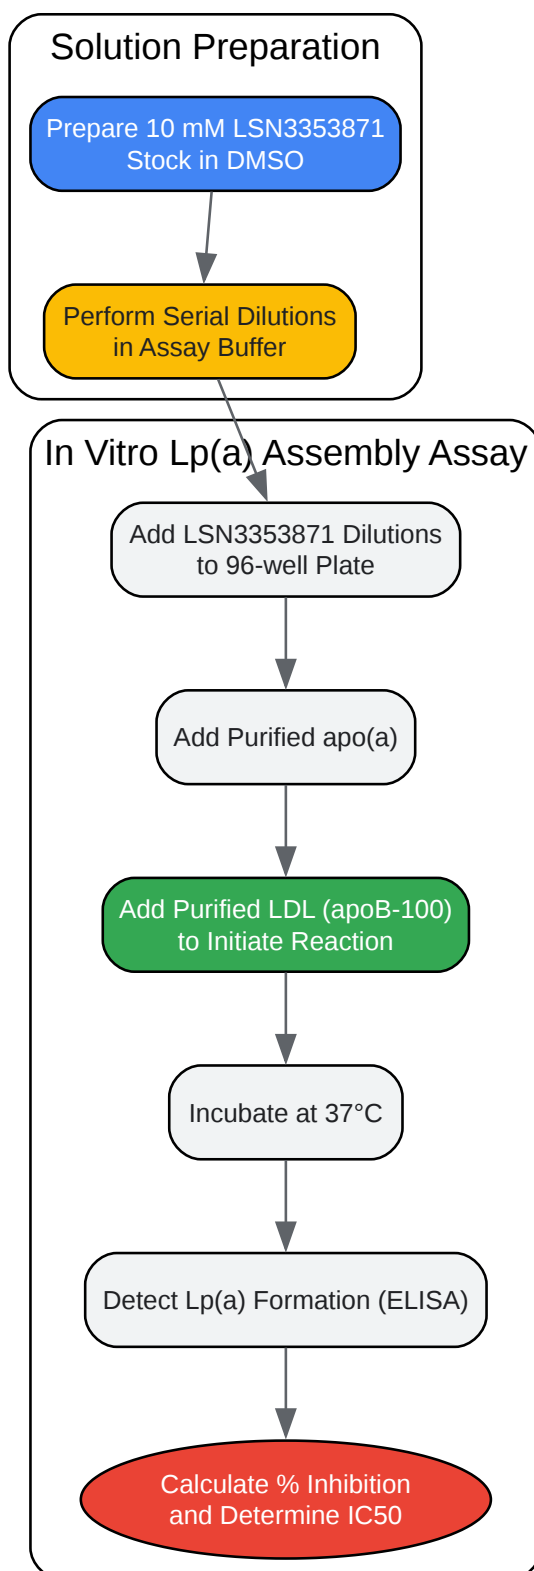 Solution Preparation
Prepare 10 mM LSN3353871
Stock in DMSO
Perform Serial Dilutions
in Assay Buffer
In Vitro Lp(a) Assembly Assay
Add LSN3353871 Dilutions
to 96-well Plate
Add Purified apo(a)
Add Purified LDL (apoB-100)
to Initiate Reaction
Incubate at 37°C
Detect Lp(a) Formation (ELISA)
Calculate % Inhibition
and Determine IC50